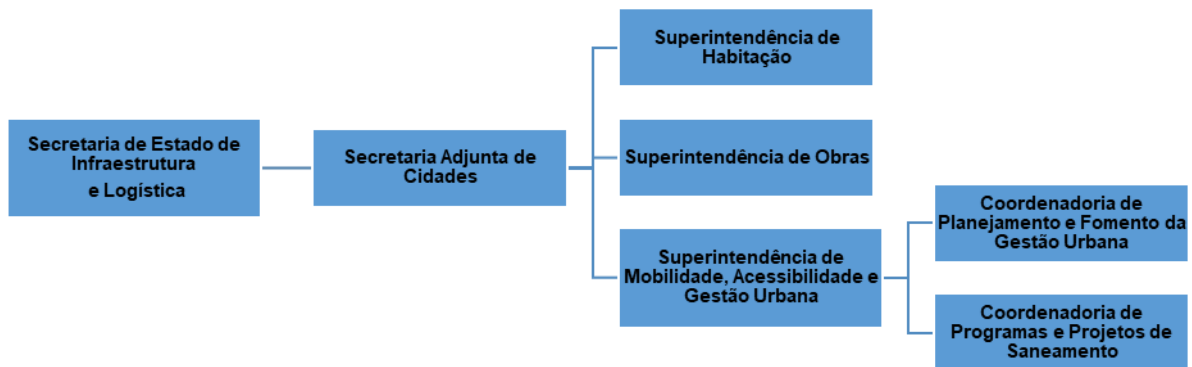 Secretaria de Estado de
Infraestrutura
e Logística
Secretaria Adjunta de
Cidades
Superintendência de
Habitação
Superintendência de Obras
Superintendência de
Mobilidade, Acessibilidade e
Gestão Urbana
Coordenadoria de
Planejamento e Fomento da
Gestão Urbana
Coordenadoria de
Programas e Projetos de
Saneamento